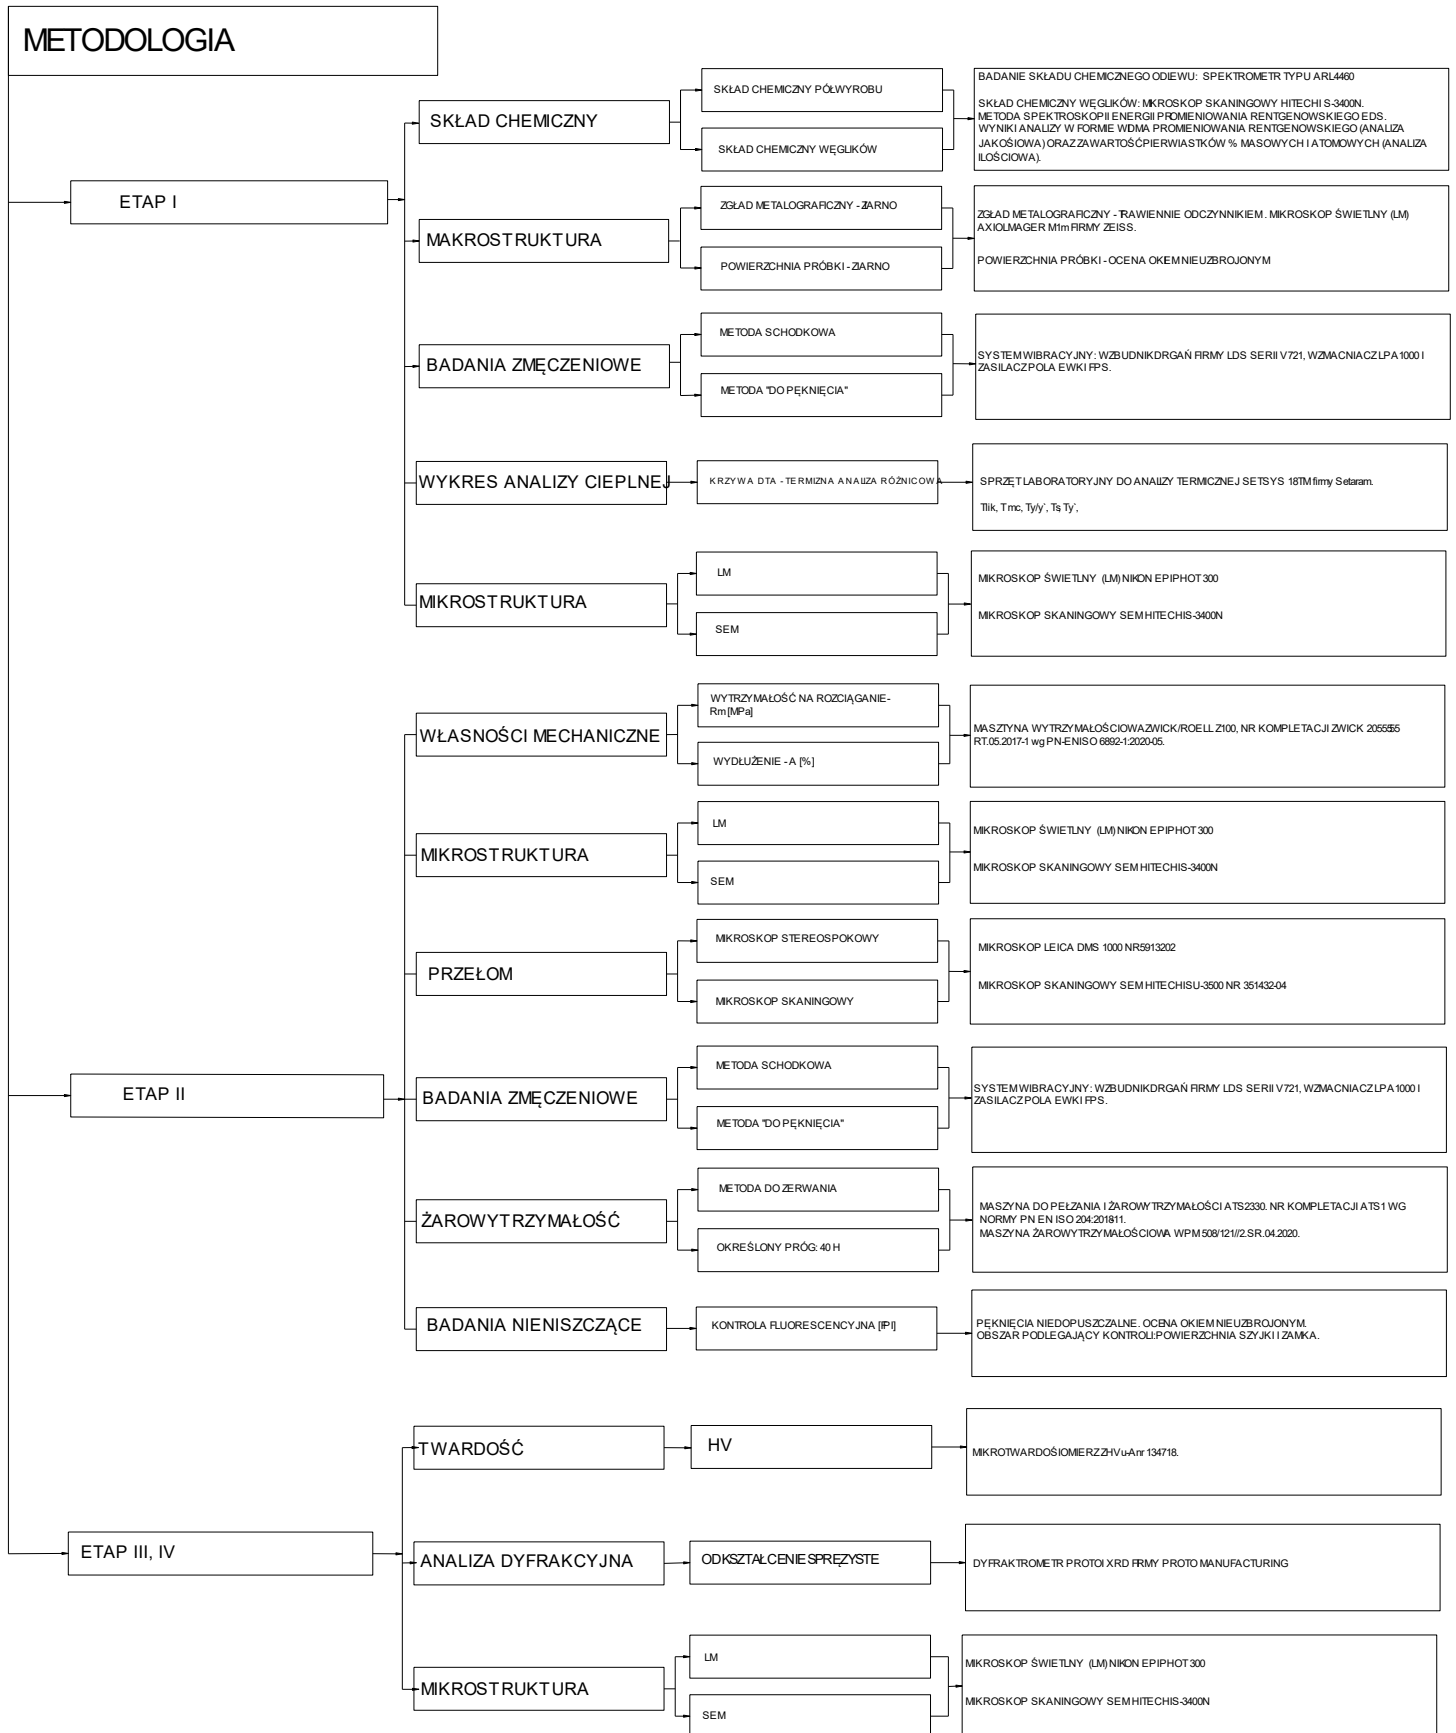 METODOLOGIA
ETAP I
SKŁAD CHEMICZNY
SKŁAD CHEMICZNY PÓŁWYROBU
SKŁAD CHEMICZNY WĘGLIKÓW
BADANIE SKŁADU CHEMICZNEGO ODLEWU: SPEKTROMETR TYPU ARL4460
SKŁAD CHEMICZNY WĘGLIKÓW: MIKROSKOP SKANINGOWY HITECHI S-3400N.
METODA SPEKTROSKOPII ENERGII PROMIENIOWANIA RENTGENOWSKIEGO EDS.
WYNIKI ANALIZY W FORMIE WIDMA PROMIENIOWANIA RENTGENOWSKIEGO (ANALIZA
JAKOŚIOWA) ORAZ ZAWARTOŚĆ PIERWIASTKÓW % MASOWYCH I ATOMOWYCH (ANALIZA
ILOŚCIOWA).
MAKROSTRUKTURA
ZGŁAD METALOGRAFICZNY - ZIARNO
POWIERZCHNIA PRÓBKI - ZIARNO
ZGŁAD METALOGRAFICZNY - TRAWIENNIE ODCZYNNIKIEM. MIKROSKOP ŚWIETLNY (LM)
AXIOLMAGER M1m FIRMY ZEISS.
POWIERZCHNIA PRÓBKI - OCENA OKIEM NIEUZBROJONYM
BADANIA ZMĘCZENIOWE
METODA SCHODKOWA
METODA "DO PĘKNIĘCIA"
SYSTEM WIBRACYJNY: WZBUDNIK DRGAŃ FIRMY LDS SERII V721, WZMACNIACZ LPA1000 I
ZASILACZ POLA EWKI FPS.
WYKRES ANALIZY CIEPLNEJ
KRZYWA DTA - TERMIZNA ANALIZA RÓŻNICOWA
SPRZĘT LABORATORYJNY DO ANALIZY TERMICZNEJ SETSYS 18TM firmy Setaram.
Tlik, Tmc, Ty/y`, Ts, Ty`,
MIKROSTRUKTURA
LM
SEM
MIKROSKOP ŚWIETLNY (LM) NIKON EPIPHOT 300
MIKROSKOP SKANINGOWY SEM HITECHI S-3400N
ETAP II
WŁASNOŚCI MECHANICZNE
WYTRZYMAŁOŚĆ NA ROZCIĄGANIE-
Rm [MPa]
WYDŁUŻENIE - A [%]
MASZTYNA WYTRZYMAŁOŚCIOWA ZWICK/ROELL Z100, NR KOMPLETACJI ZWICK 205555
RT.05.2017-1 wg PN-EN ISO 6892-1:2020-05.
MIKROSTRUKTURA
LM
SEM
MIKROSKOP ŚWIETLNY (LM) NIKON EPIPHOT 300
MIKROSKOP SKANINGOWY SEM HITECHI S-3400N
PRZEŁOM
MIKROSKOP STEREOSPOKOWY
MIKROSKOP SKANINGOWY
MIKROSKOP LEICA DMS 1000 NR5913202
MIKROSKOP SKANINGOWY SEM HITECHI SU-3500 NR 351432-04
BADANIA ZMĘCZENIOWE
METODA SCHODKOWA
METODA "DO PĘKNIĘCIA"
SYSTEM WIBRACYJNY: WZBUDNIK DRGAŃ FIRMY LDS SERII V721, WZMACNIACZ LPA1000 I
ZASILACZ POLA EWKI FPS.
ŻAROWYTRZYMAŁOŚĆ
METODA DO ZERWANIA
OKREŚLONY PRÓG: 40 H
MASZYNA DO PEŁZANIA I ŻAROWYTRZYMAŁOŚCI ATS2330. NR KOMPLETACJI ATS1 WG
NORMY PN EN ISO 204:201811.
MASZYNA ŻAROWYTRZYMAŁOŚCIOWA WPM 508/121//2.SR.04.2020.
BADANIA NIENISZCZĄCE
KONTROLA FLUORESCENCYJNA [FPI]
PĘKNIĘCIA NIEDOPUSZCZALNE. OCENA OKIEM NIEUZBROJONYM.
OBSZAR PODLEGAJĄCY KONTROLI: POWIERZCHNIA SZYJKI I ZAMKA.
ETAP III, IV
TWARDOŚĆ
HV
MIKROTWARDOŚIOMIERZ ZHVu-A nr 134718.
ANALIZA DYFRAKCYJNA
ODKSZTAŁCENIE SPRĘZYSTE
DYFRAKTROMETR PROTO I XRD FIRMY PROTO MANUFACTURING
MIKROSTRUKTURA
LM
SEM
MIKROSKOP ŚWIETLNY (LM) NIKON EPIPHOT 300
MIKROSKOP SKANINGOWY SEM HITECHI S-3400N